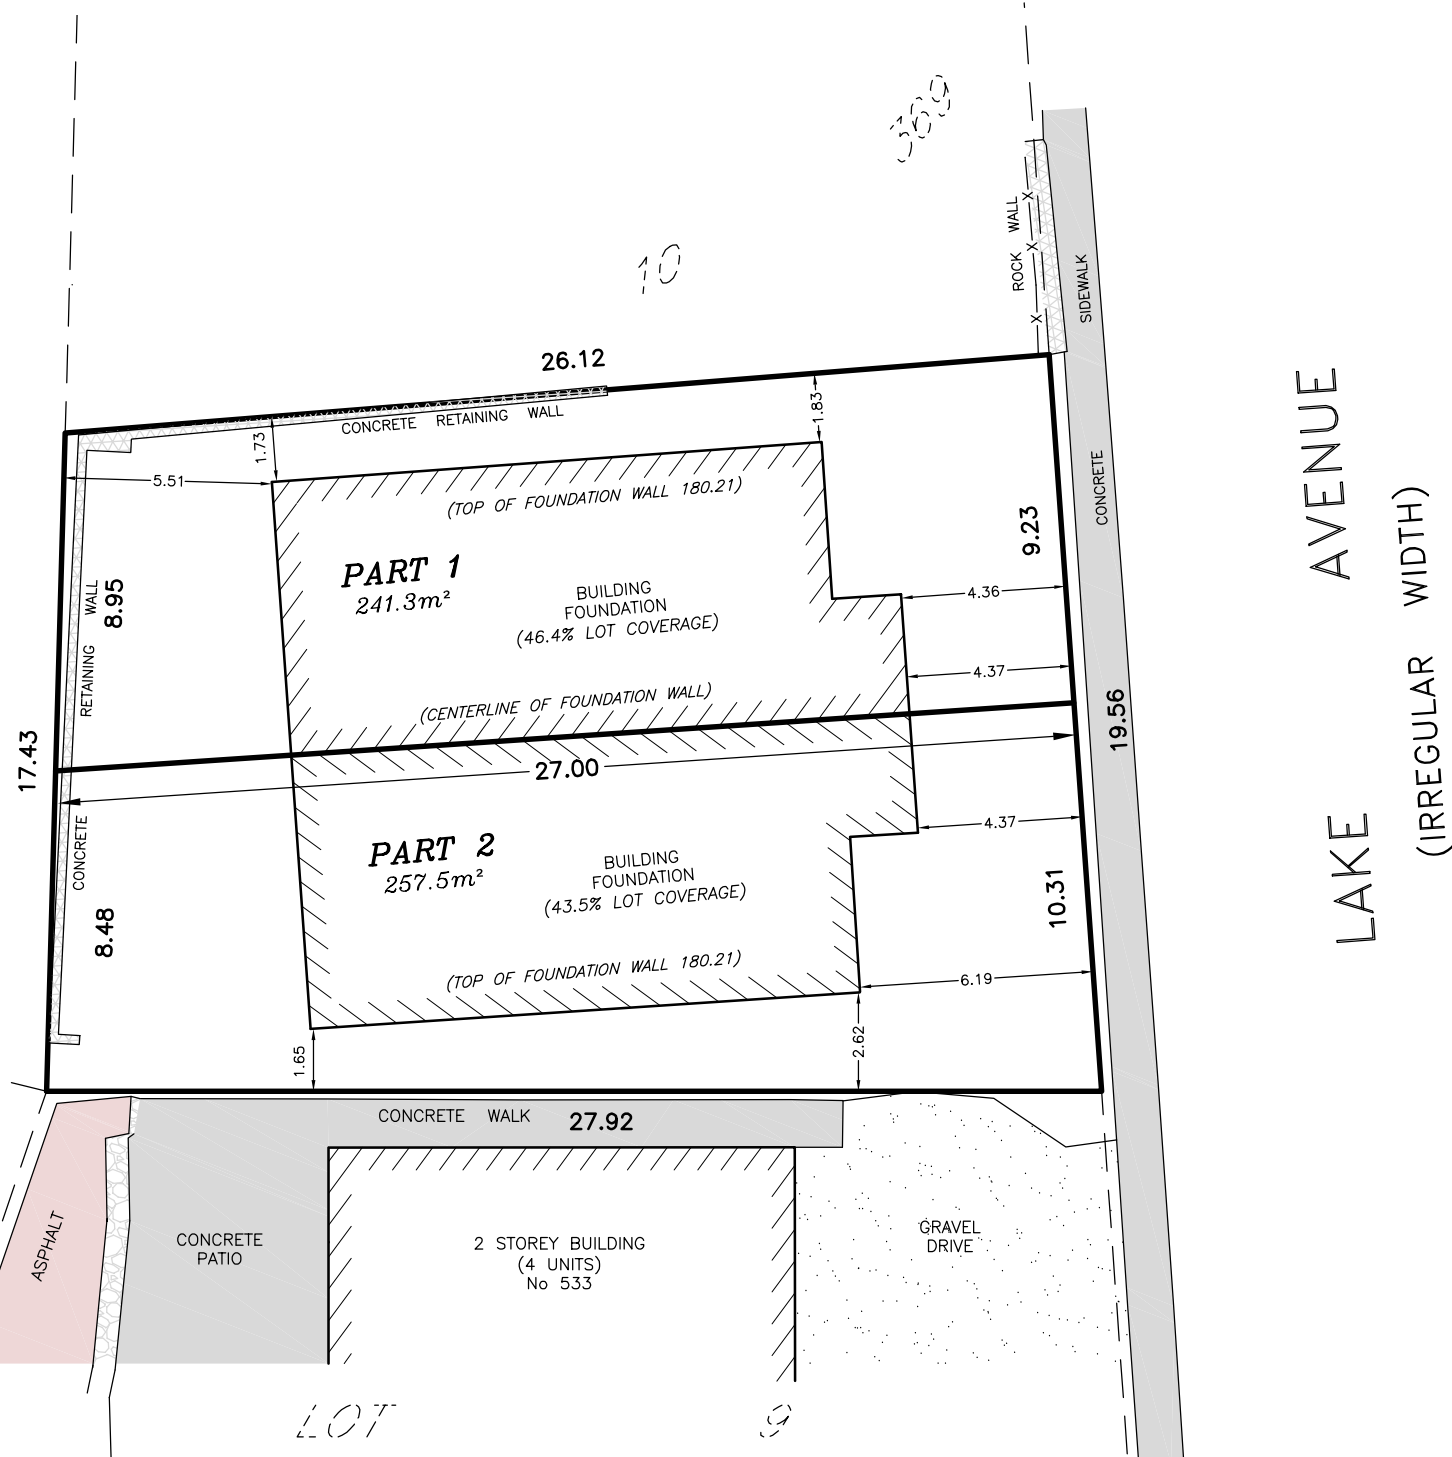 369
10
ROCK WALL
SIDEWALK
CONCRETE
X
X
X
26.12
CONCRETE RETAINING WALL
1.73
1.83
5.51
(TOP OF FOUNDATION WALL 180.21)
PART 1
241.3m²
BUILDING
FOUNDATION
(46.4% LOT COVERAGE)
(CENTERLINE OF FOUNDATION WALL)
8.95
CONCRETE RETAINING WALL
9.23
4.36
4.37
17.43
19.56
27.00
PART 2
257.5m²
BUILDING
FOUNDATION
(43.5% LOT COVERAGE)
(TOP OF FOUNDATION WALL 180.21)
8.48
4.37
10.31
6.19
1.65
2.62
LAKE AVENUE
(IRREGULAR WIDTH)
CONCRETE WALK
27.92
ASPHALT
CONCRETE
PATIO
2 STOREY BUILDING
(4 UNITS)
No 533
GRAVEL
DRIVE
LOT 9